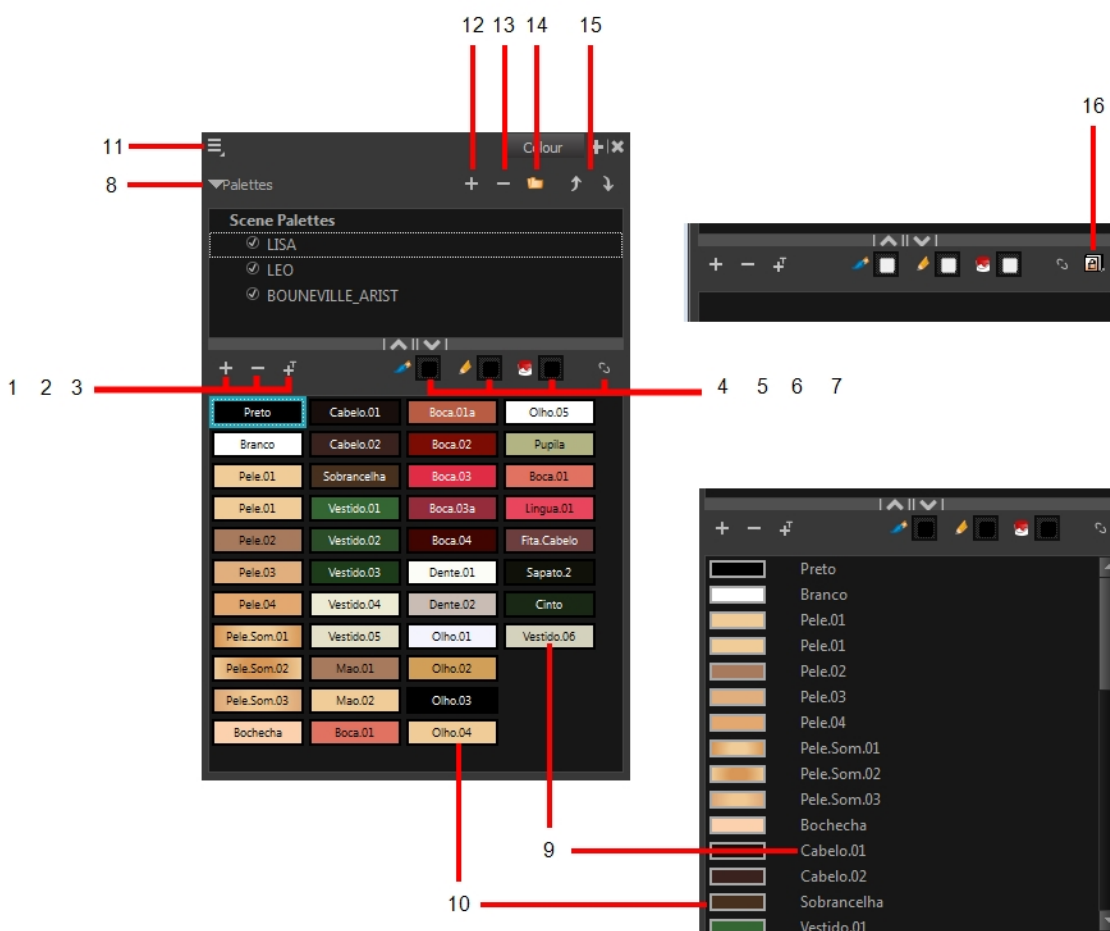 12 13 14 15
16
11
Colour
8
Palettes
Scene Palettes
LISA
LEO
BOUNEVILLE_ARIST
1 2 3
4 5 6 7
Preto Cabelo.01 Boca.01a Olho.05
Branco Cabelo.02 Boca.02 Pupila
Pele.01 Sobrancelha Boca.03 Boca.01
Pele.01 Vestido.01 Boca.03a Lingua.01
Pele.02 Vestido.02 Boca.04 Fita.Cabelo
Pele.03 Vestido.03 Dente.01 Sapato.2
Pele.04 Vestido.04 Dente.02 Cinto
Pele.Som.01 Vestido.05 Olho.01 Vestido.06
Pele.Som.02 Mao.01 Olho.02
Pele.Som.03 Mao.02 Olho.03
Bochecha Boca.01 Olho.04
9
10
Preto
Branco
Pele.01
Pele.01
Pele.02
Pele.03
Pele.04
Pele.Som.01
Pele.Som.02
Pele.Som.03
Bochecha
Cabelo.01
Cabelo.02
Sobrancelha
Vestido.01